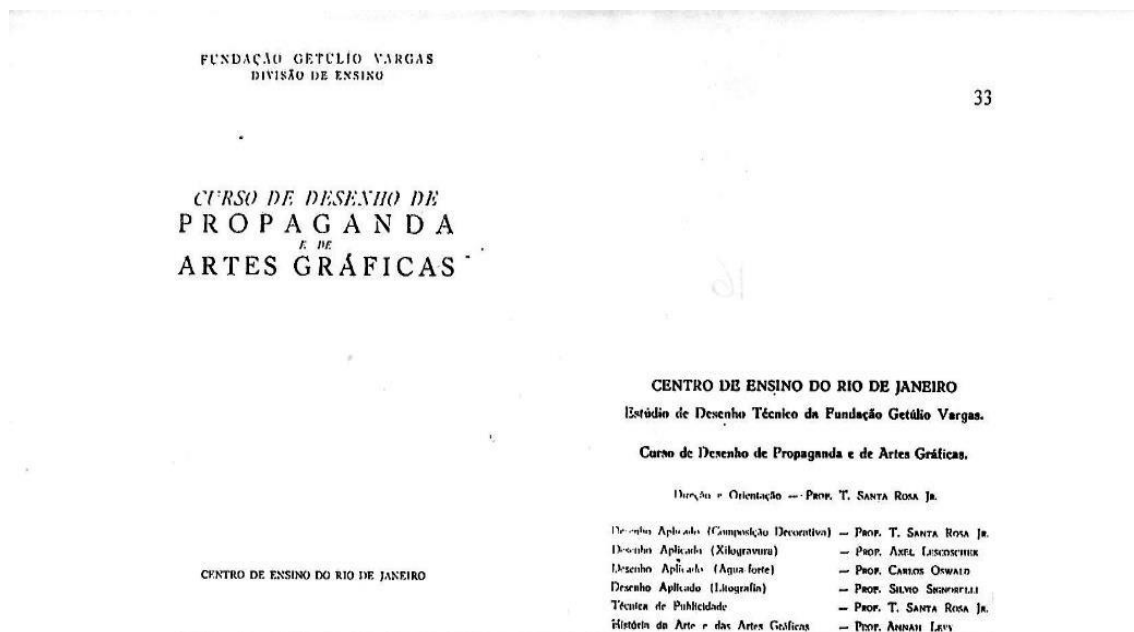 FUNDAÇÃO GETÚLIO VARGAS
DIVISÃO DE ENSINO
CURSO DE DESENHO DE
PROPAGANDA
E DE
ARTES GRÁFICAS
CENTRO DE ENSINO DO RIO DE JANEIRO
33
16
CENTRO DE ENSINO DO RIO DE JANEIRO
Estúdio de Desenho Técnico da Fundação Getúlio Vargas.
Curso de Desenho de Propaganda e de Artes Gráficas.
Direção e Orientação — PROF. T. SANTA ROSA JR.
Desenho Aplicado (Composição Decorativa) — PROF. T. SANTA ROSA JR.
Desenho Aplicado (Xilogravura) — PROF. AXEL
Desenho Aplicado (Agua forte) — PROF. CARLOS OSWALD
Desenho Aplicado (Litografia) — PROF. SILVIO SIGNORELLI
Técnica de Publicidade — PROF. T. SANTA ROSA JR.
História da Arte e das Artes Gráficas — PROF. ANNAH LEVY